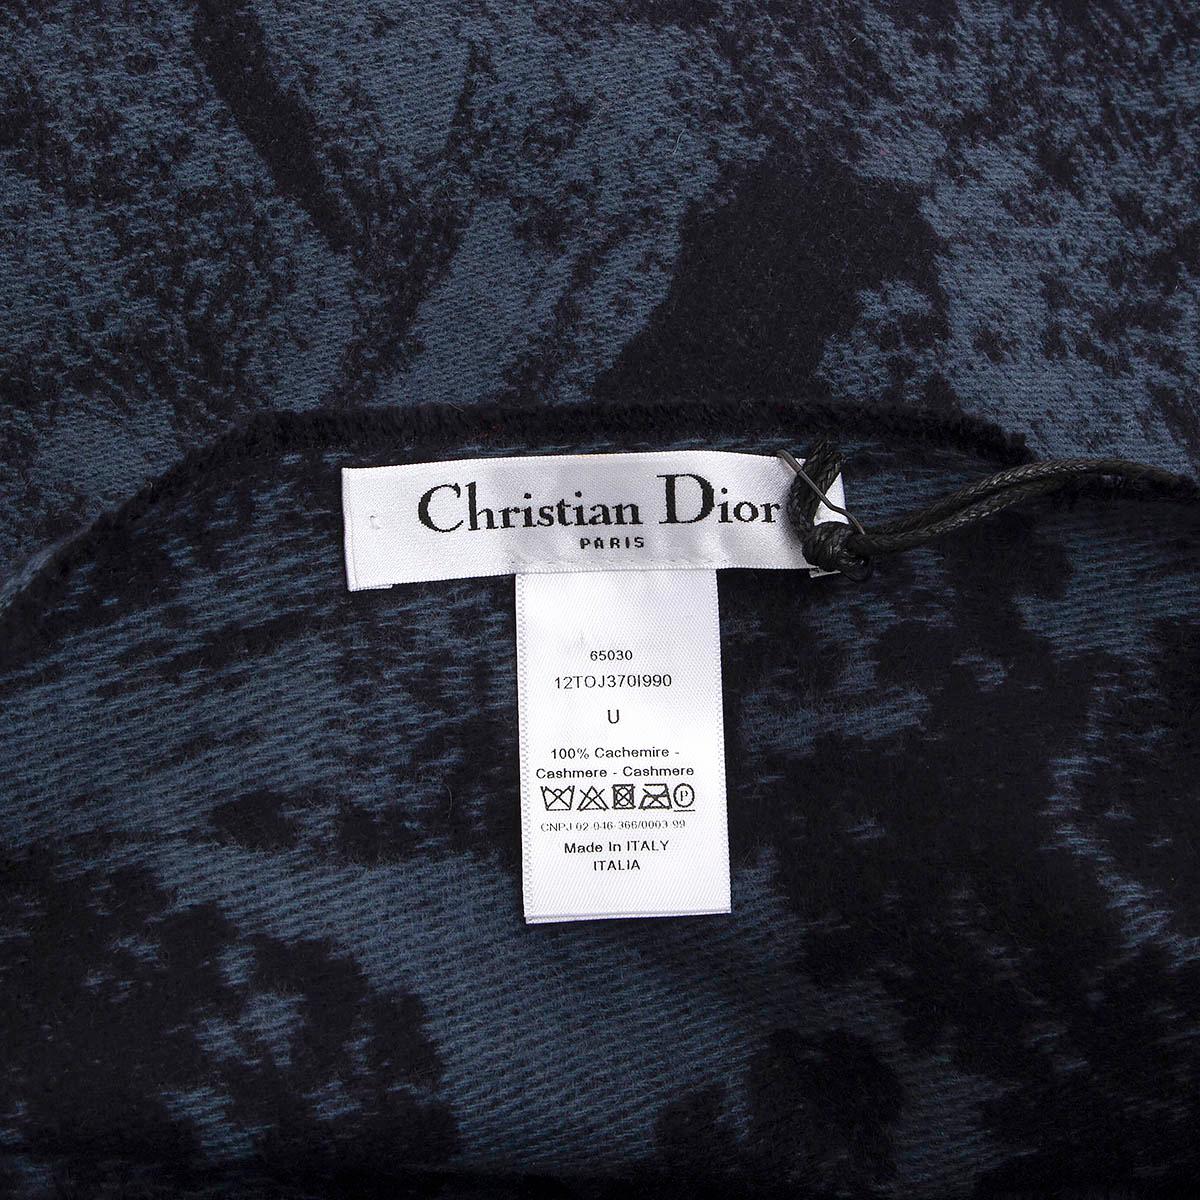 Christian Dior
PARIS
65030
12TOJ370I990
U
100% Cachemire -
Cashmere - Cashmere
P
CNPJ 02 046 366/0003 99
Made In ITALY
ITALIA